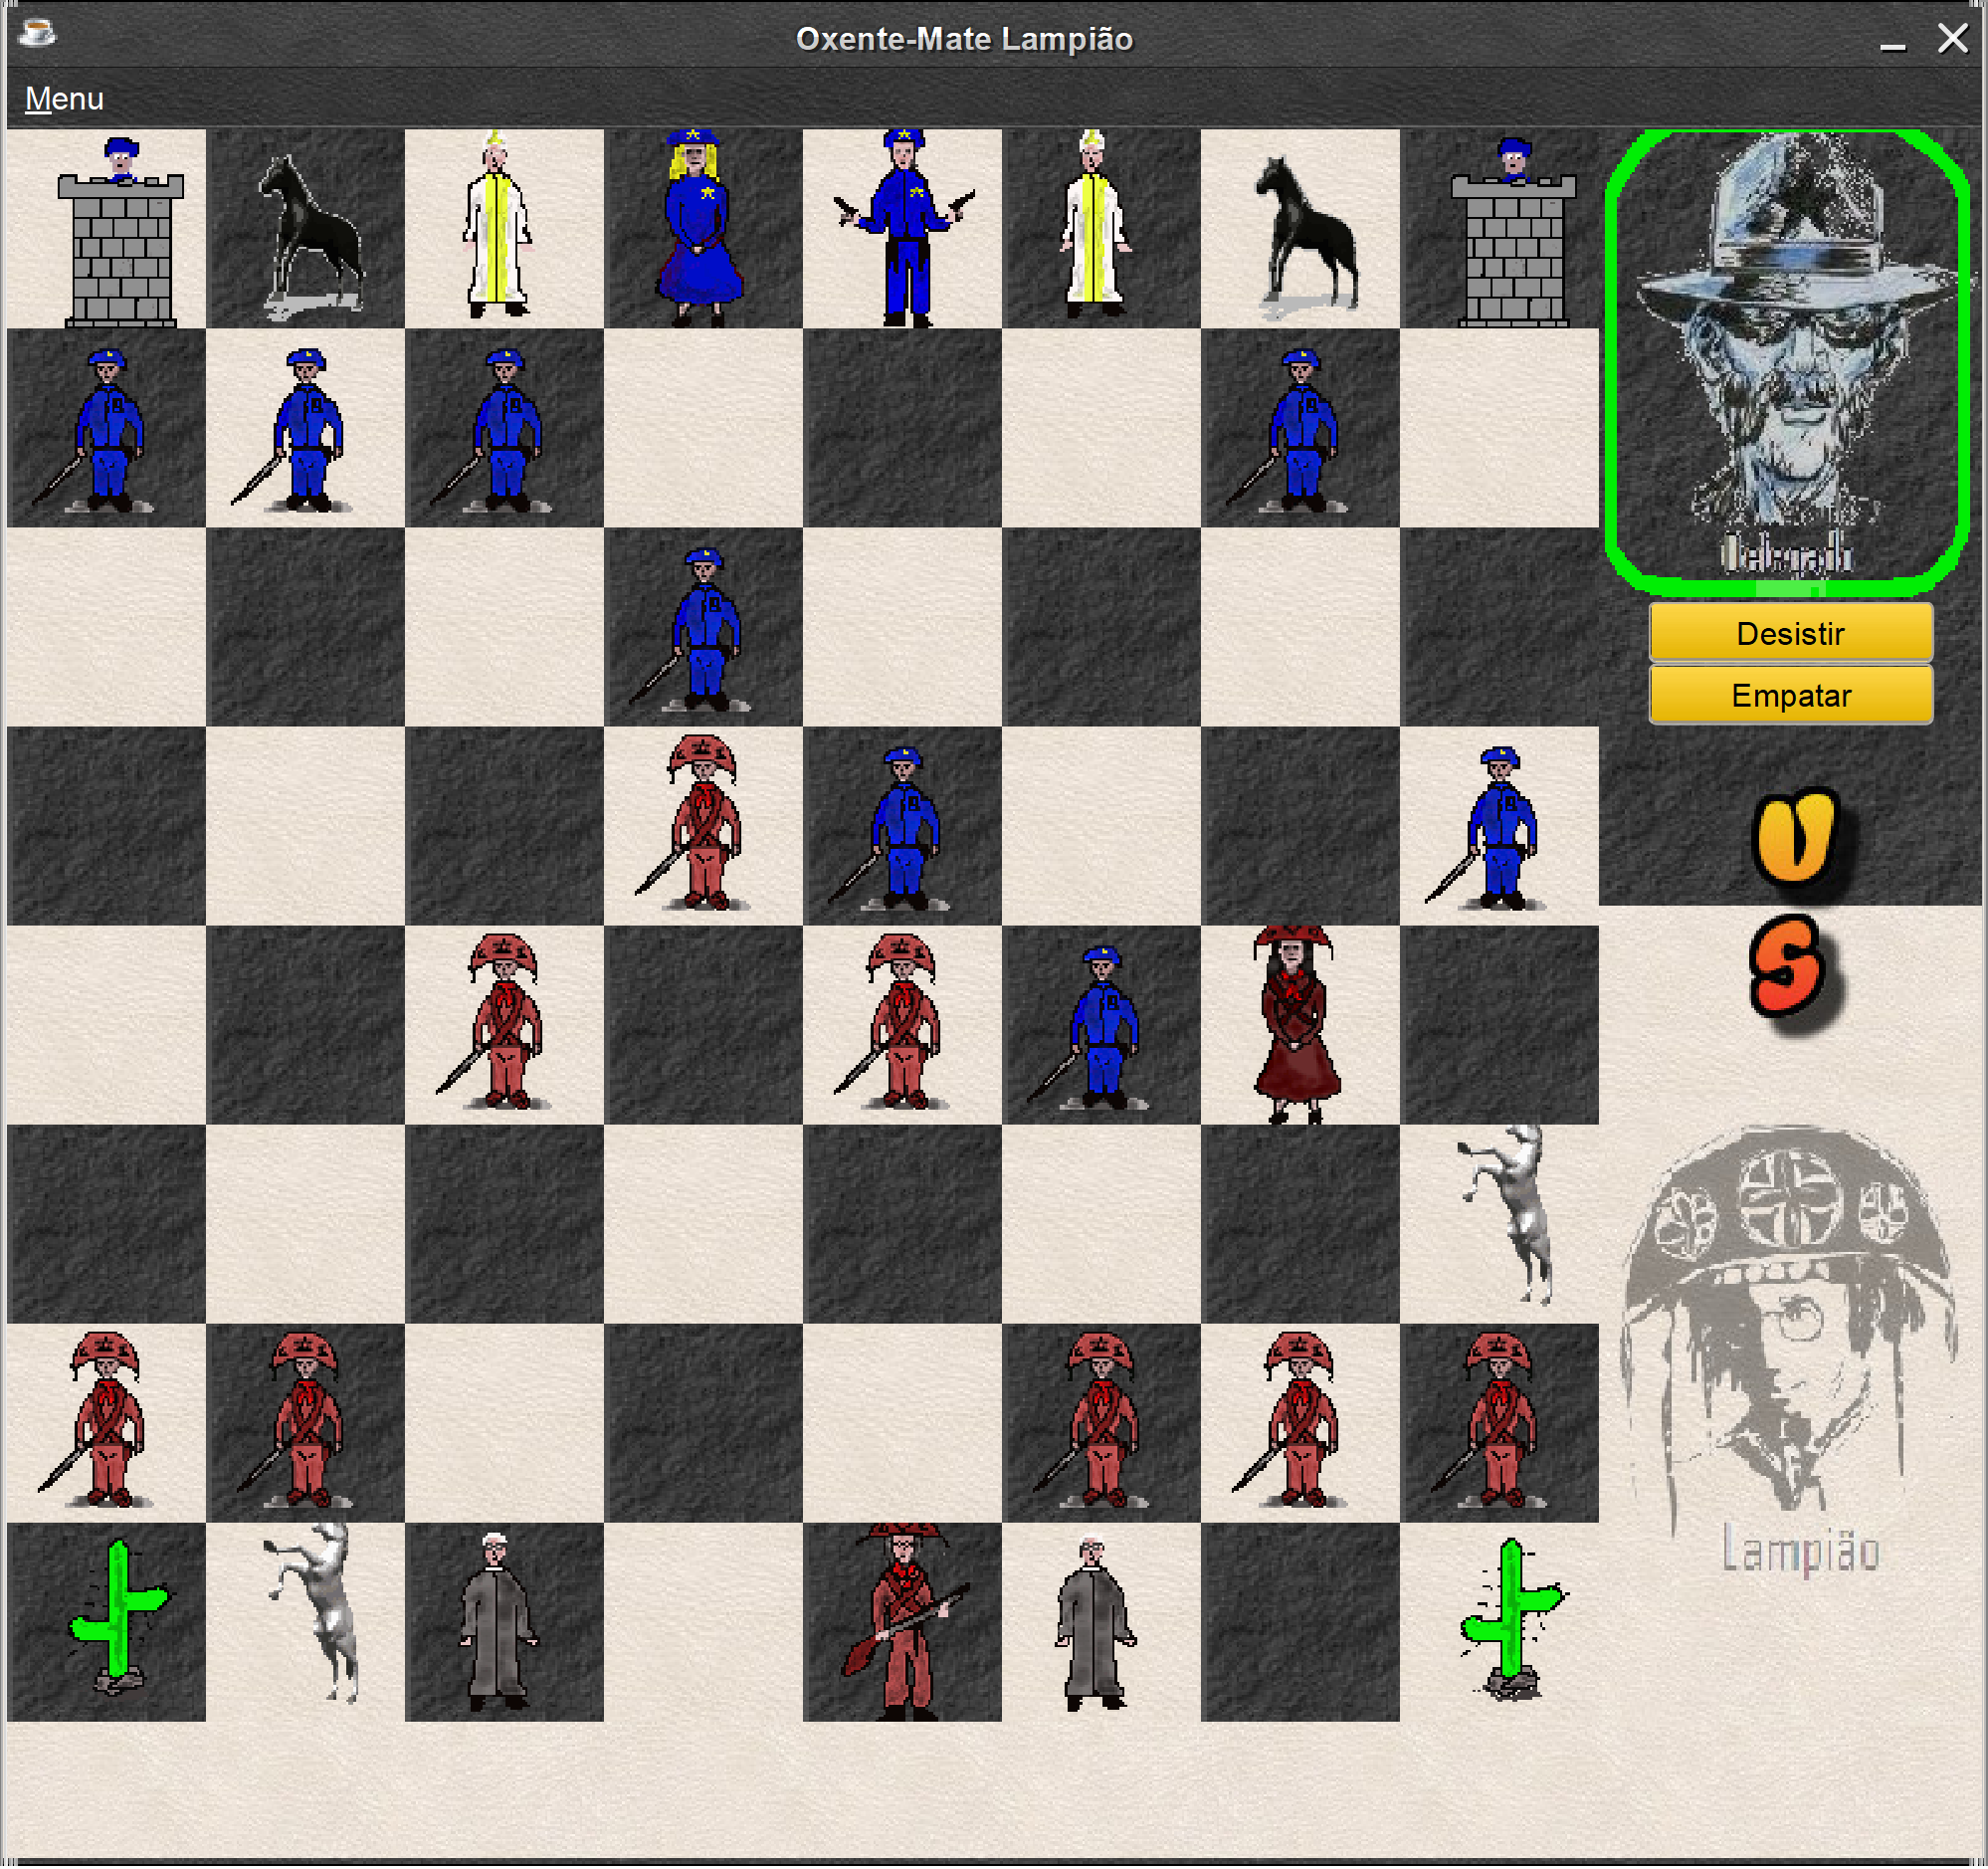 Oxente-Mate Lampião
Menu
Desistir
Empatar
V
S
Lampião